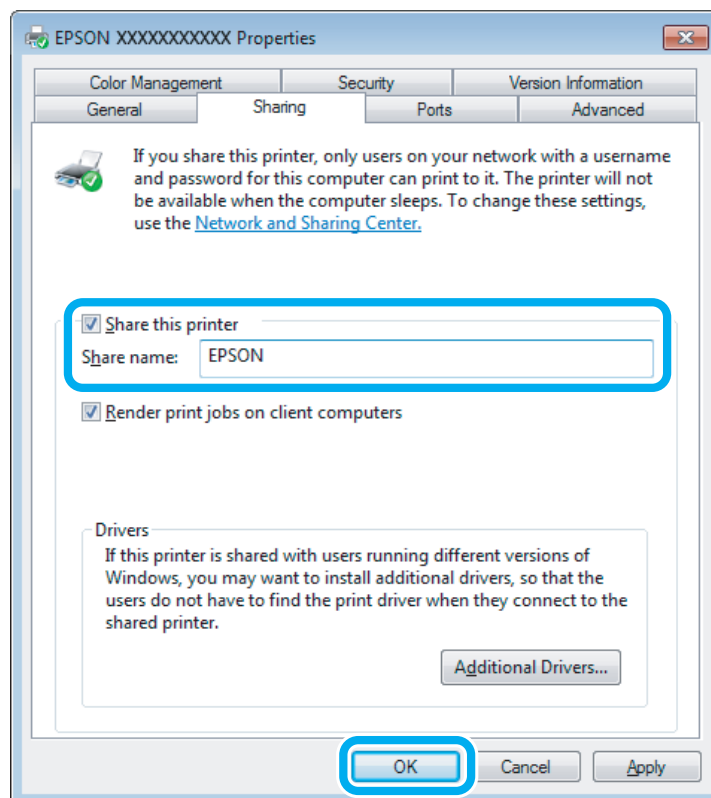 EPSON XXXXXXXXXXX Properties
Color Management Security Version Information
General Sharing Ports Advanced
If you share this printer, only users on your network with a username
and password for this computer can print to it. The printer will not
be available when the computer sleeps. To change these settings,
use the Network and Sharing Center.
Share this printer
Share name: EPSON
Render print jobs on client computers
Drivers
If this printer is shared with users running different versions of
Windows, you may want to install additional drivers, so that the
users do not have to find the print driver when they connect to the
shared printer.
Additional Drivers...
OK Cancel Apply